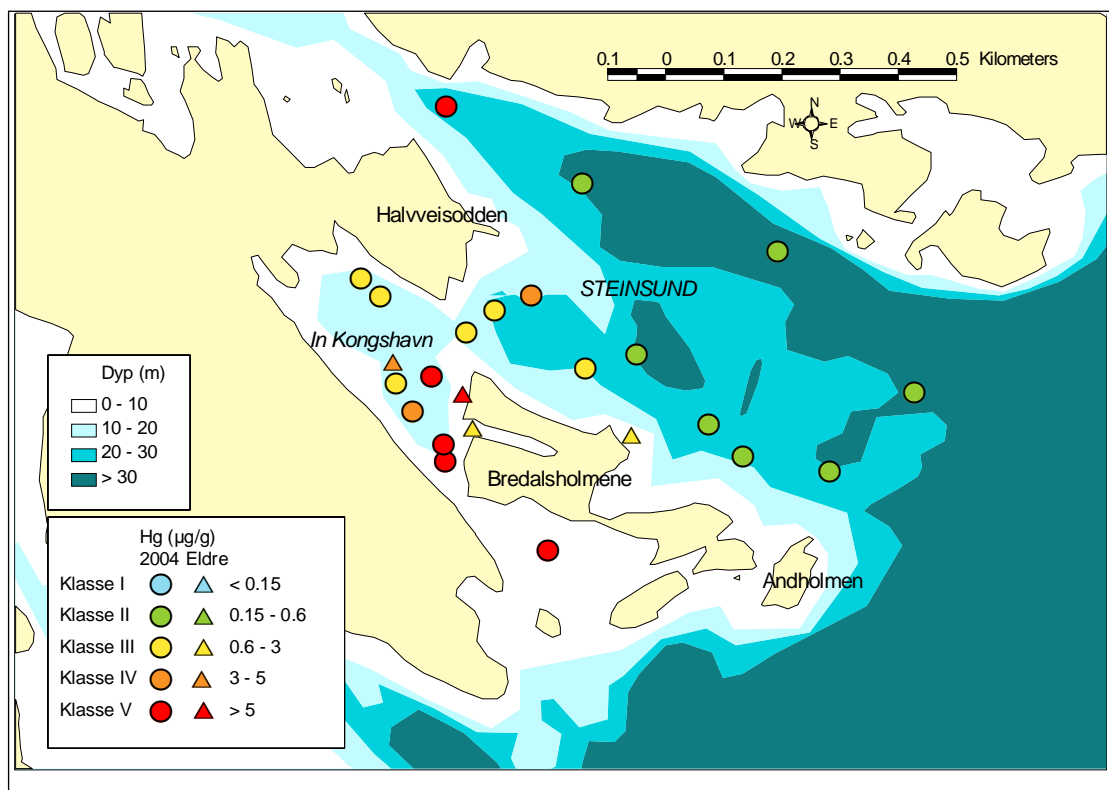 0.1 0 0.1 0.2 0.3 0.4 0.5 Kilometers
N
W E
S
Halvveisodden
STEINSUND
In Kongshavn
Bredalsholmene
Andholmen
Dyp (m)
0 - 10
10 - 20
20 - 30
> 30
Hg (µg/g)
2004 Eldre
Klasse I < 0.15
Klasse II 0.15 - 0.6
Klasse III 0.6 - 3
Klasse IV 3 - 5
Klasse V > 5